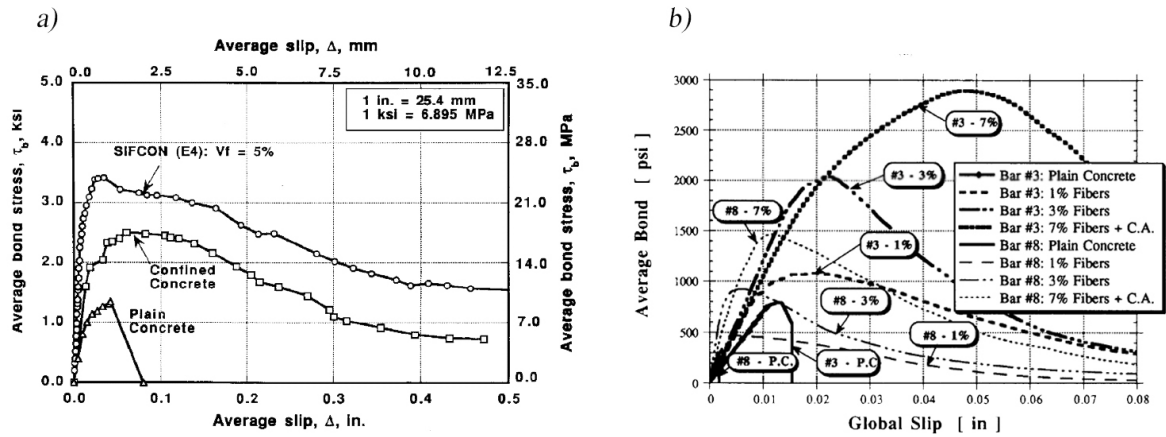 a)
Average slip, Δ, mm
0.0 2.5 5.0 7.5 10.0 12.5
5.0
4.0
3.0
2.0
1.0
0.0
Average bond stress, τb, ksi
1 in. = 25.4 mm
1 ksi = 6.895 MPa
SIFCON (E4): Vf = 5%
Confined
Concrete
Plain
Concrete
35.0
28.0
21.0
14.0
7.0
0.0
Average bond stress, τb, MPa
0.0 0.1 0.2 0.3 0.4 0.5
Average slip, Δ, in.
b)
3000
2500
2000
1500
1000
500
0
Average Bond [ psi ]
#3 - 7%
#3 - 3%
#8 - 7%
#3 - 1%
#8 - 3%
#8 - 1%
#8 - P.C.
#3 - P.C
Bar #3: Plain Concrete
Bar #3: 1% Fibers
Bar #3: 3% Fibers
Bar #3: 7% Fibers + C.A.
Bar #8: Plain Concrete
Bar #8: 1% Fibers
Bar #8: 3% Fibers
Bar #8: 7% Fibers + C.A.
0 0.01 0.02 0.03 0.04 0.05 0.06 0.07 0.08
Global Slip [ in ]